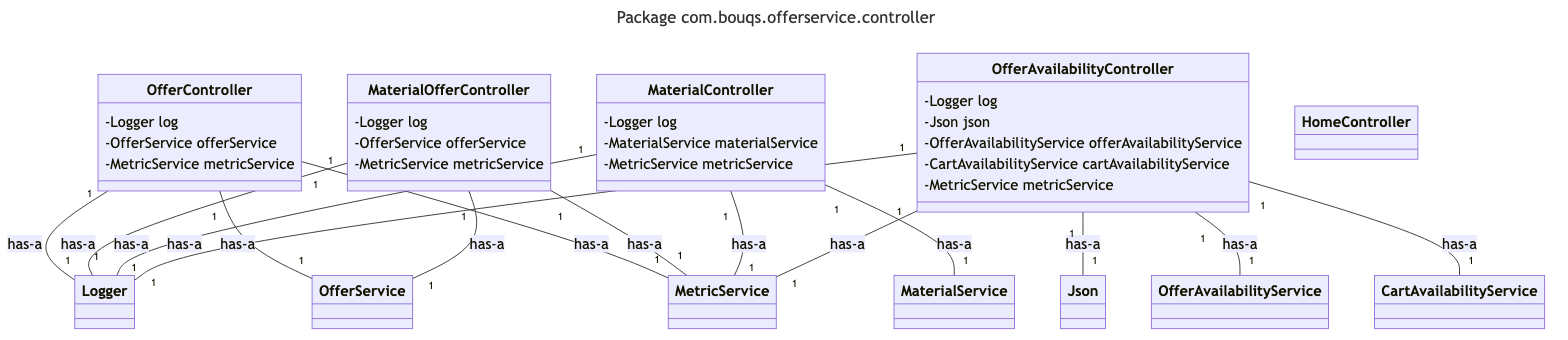 Package com.bouqs.offerservice.controller
OfferController
-Logger log
-OfferService offerService
-MetricService metricService
MaterialOfferController
-Logger log
-OfferService offerService
-MetricService metricService
MaterialController
-Logger log
-MaterialService materialService
-MetricService metricService
OfferAvailabilityController
-Logger log
-Json json
-OfferAvailabilityService offerAvailabilityService
-CartAvailabilityService cartAvailabilityService
-MetricService metricService
HomeController
1 1 1 1
1 1 1 1 1 1 1 1 1 1 1
has-a has-a has-a has-a has-a has-a has-a has-a has-a has-a has-a has-a has-a has-a
1 1 1 1 1 1 1 1 1 1 1 1 1 1
Logger
OfferService
MetricService
MaterialService
Json
OfferAvailabilityService
CartAvailabilityService